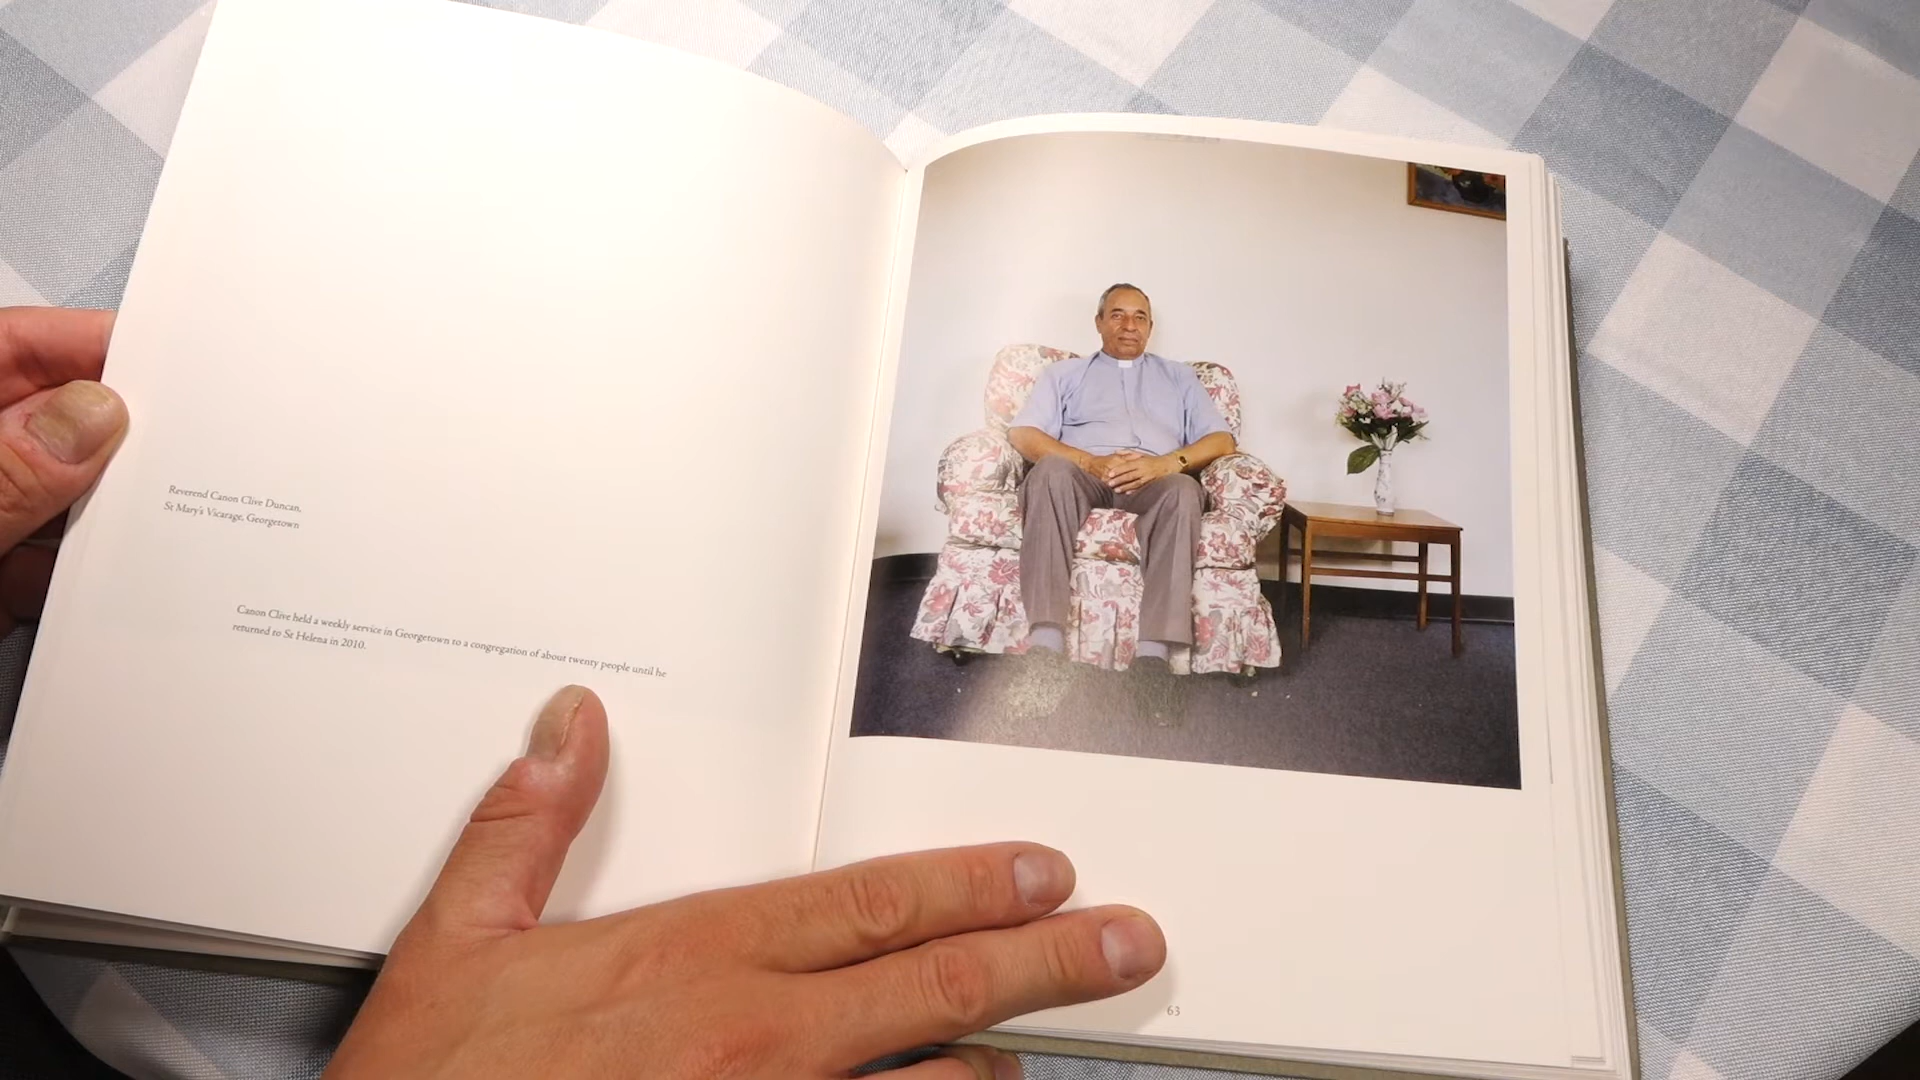 Reverend Canon Clive Duncan,
St Mary's Vicarage, Georgetown
Canon Clive held a weekly service in Georgetown to a congregation of about twenty people until he
returned to St Helena in 2010.
63